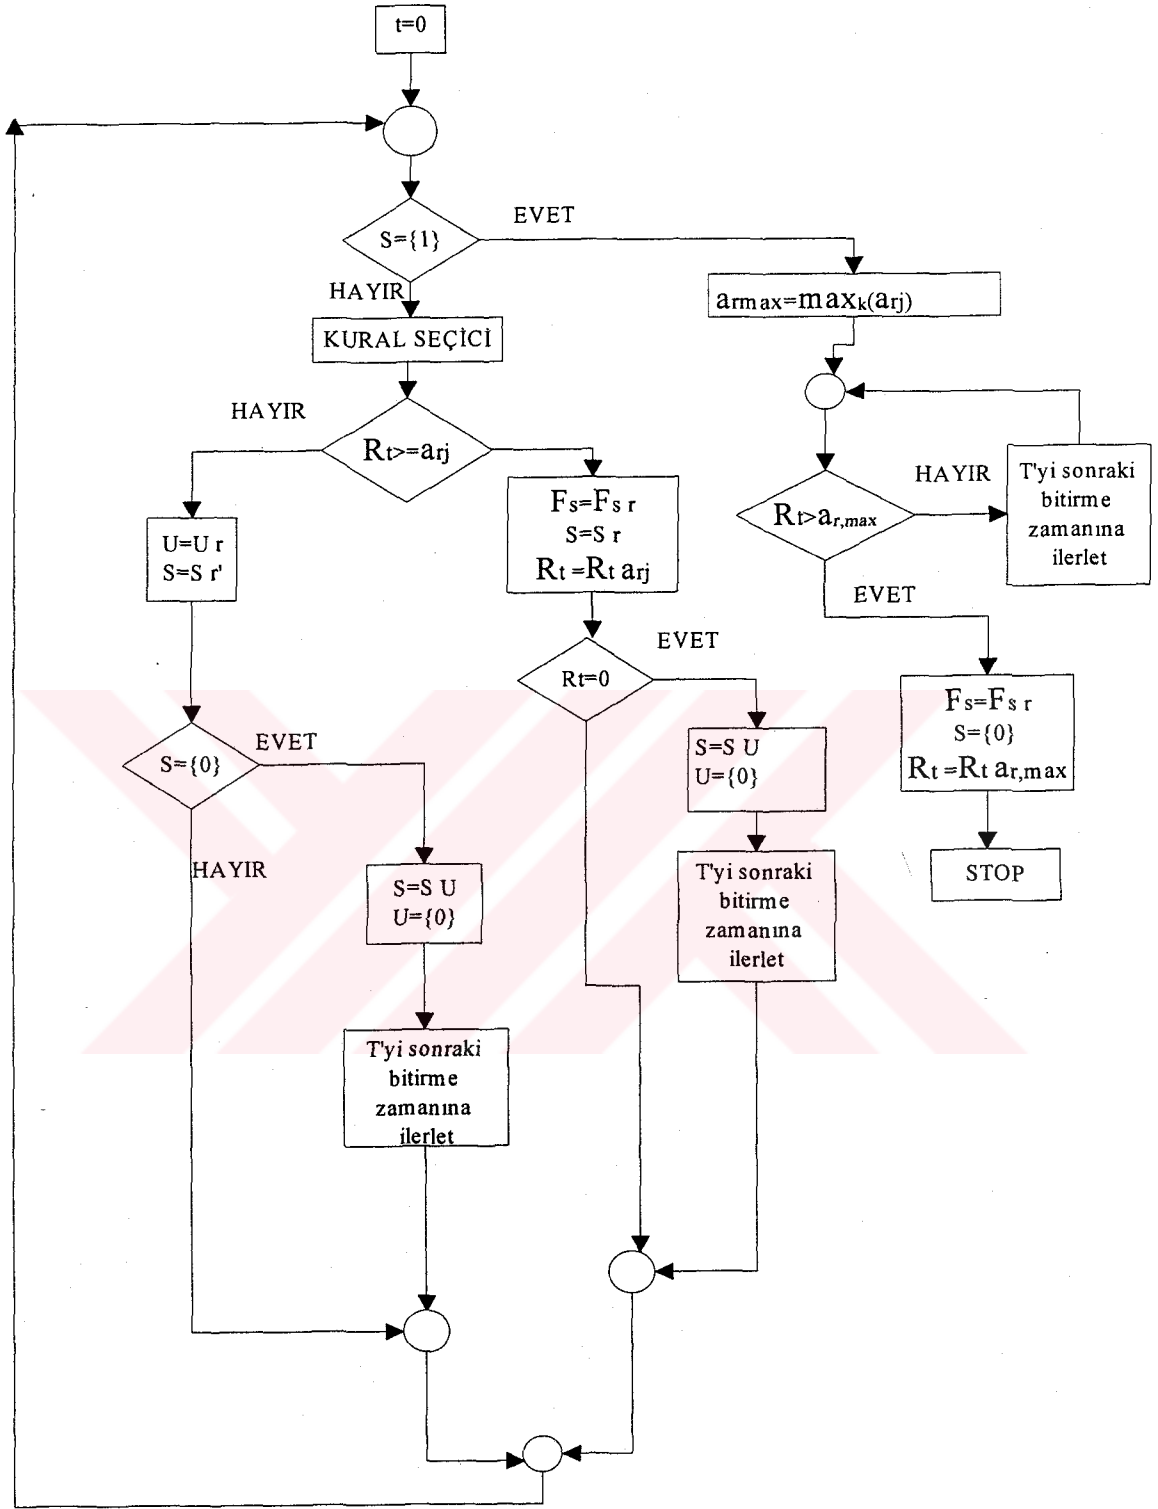 t=0
S={1}
EVET
HAYIR
armax=maxk(arj)
KURAL SEÇİCİ
HAYIR
Rt>=arj
Fs=Fs r
S=S r
Rt =Rt arj
HAYIR
T'yi sonraki
bitirme
zamanına
ilerlet
Rt>ar,max
EVET
U=U r
S=S r'
EVET
Rt=0
Fs=Fs r
S={0}
Rt =Rt ar,max
STOP
S=S U
U={0}
T'yi sonraki
bitirme
zamanına
ilerlet
EVET
S={0}
HAYIR
S=S U
U={0}
T'yi sonraki
bitirme
zamanına
ilerlet